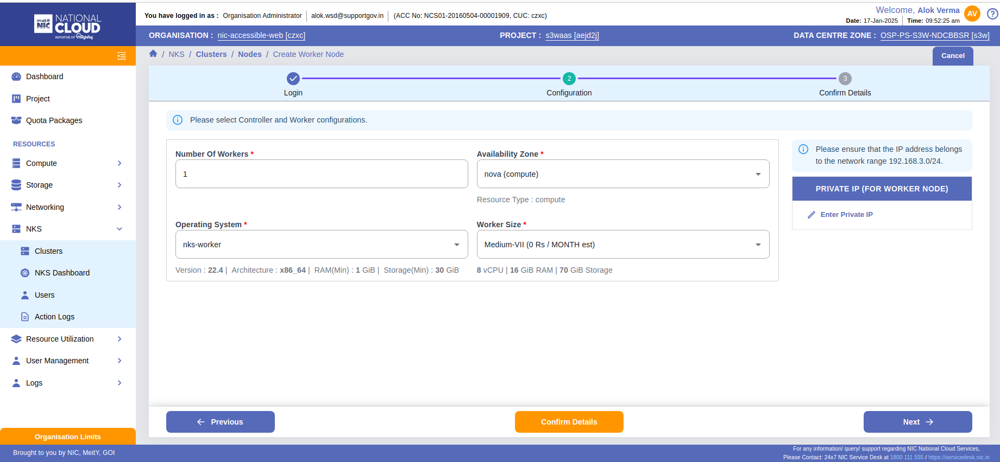 एन आई सी
NIC
NATIONAL
CLOUD
INITIATIVE OF मेघराज
You have logged in as : Organisation Administrator alok.wsd@supportgov.in (ACC No: NCS01-20160504-00001909, CUC: czxc)
Welcome, Alok Verma AV
Date: 17-Jan-2025 Time: 09:52:25 am
ORGANISATION : nic-accessible-web [czxc] PROJECT : s3waas [aejd2j] DATA CENTRE ZONE : OSP-PS-S3W-NDCBBSR [s3w]
/ NKS / Clusters / Nodes / Create Worker Node
Cancel
Dashboard
Project
Quota Packages
RESOURCES
Compute
Storage
Networking
NKS
Clusters
NKS Dashboard
Users
Action Logs
Resource Utilization
User Management
Logs
Organisation Limits
2 3
Login Configuration Confirm Details
Please select Controller and Worker configurations.
Number Of Workers *
1
Availability Zone *
nova (compute)
Resource Type : compute
Operating System *
nks-worker
Version : 22.4 | Architecture : x86_64 | RAM(Min) : 1 GiB | Storage(Min) : 30 GiB
Worker Size *
Medium-VII (0 Rs / MONTH est)
8 vCPU | 16 GiB RAM | 70 GiB Storage
Please ensure that the IP address belongs
to the network range 192.168.3.0/24.
PRIVATE IP (FOR WORKER NODE)
Enter Private IP
Previous
Confirm Details
Next
Brought to you by NIC, MeitY, GOI
For any information/ query/ support regarding NIC National Cloud Services,
Please Contact: 24x7 NIC Service Desk at 1800 111 555 / https://servicedesk.nic.in